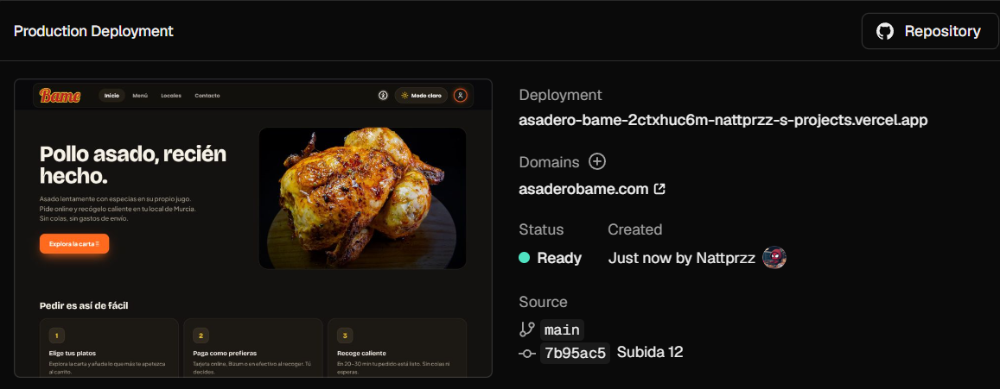 Production Deployment
Repository
Bame
Inicio
Menú
Locales
Contacto
Modo claro
Pollo asado, recién
hecho.
Asado lentamente con especias en su propio jugo.
Pide online y recógelo caliente en tu local de Murcia.
Sin colas, sin gastos de envío.
Explora la carta
Pedir es así de fácil
1
Elige tus platos
Explora la carta y añade lo que más te apetezca
al carrito.
2
Paga como prefieras
Tarjeta online, Bizum o en efectivo al recoger. Tú
decides.
3
Recoge caliente
En 20-30 min tu pedido está listo. Sin colas ni
esperas.
Deployment
asadero-bame-2ctxhuc6m-nattprzz-s-projects.vercel.app
Domains
asaderobame.com
Status
Created
Ready
Just now by Nattprzz
Source
main
7b95ac5 Subida 12